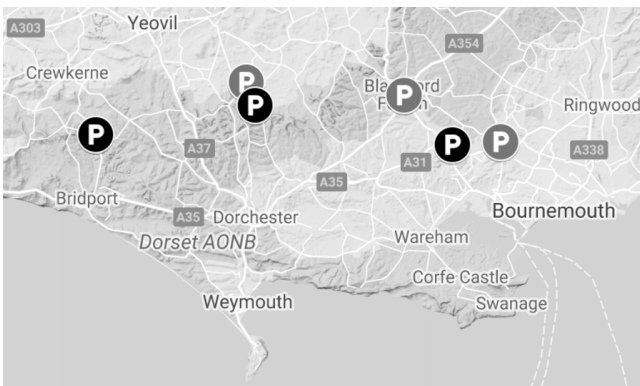 A303
Yeovil
A354
Crewkerne
P
P
P
Ringwood
P
P
P
A37
A31
A338
A35
Bridport
A35
Dorchester
Bournemouth
Dorset AONB
Wareham
Corfe Castle
Weymouth
Swanage